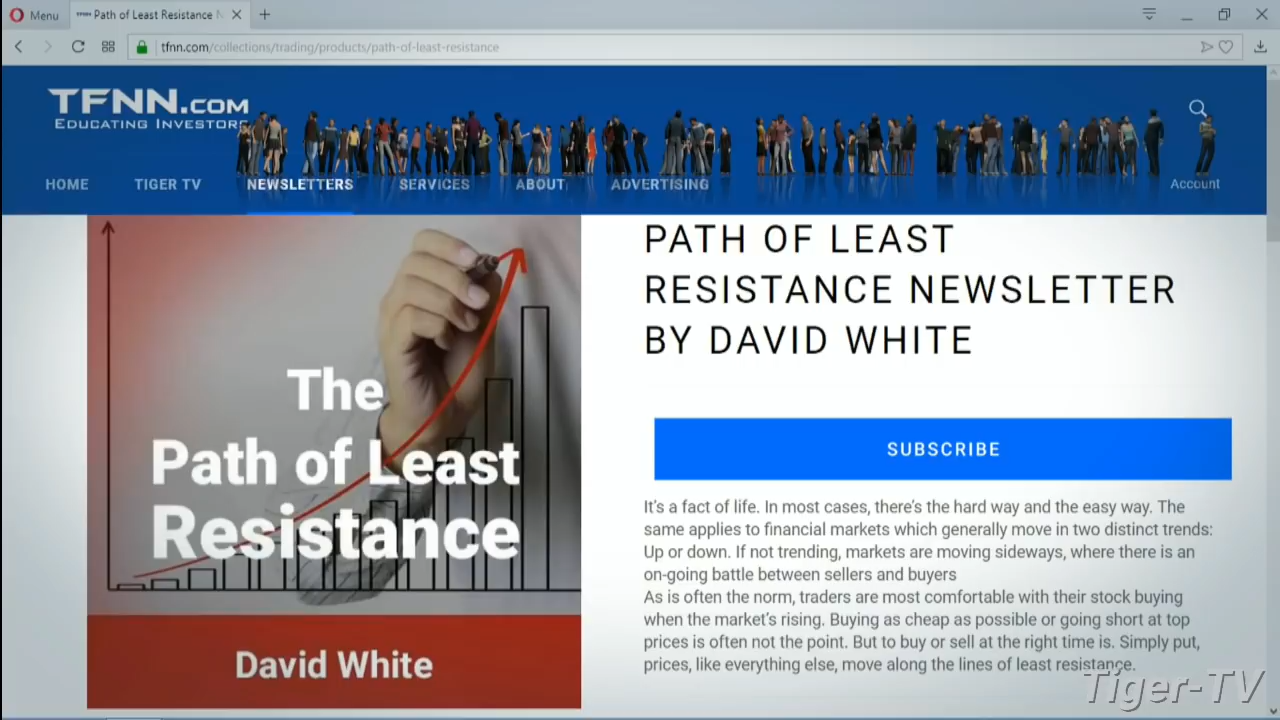 Menu
Path of Least Resistance N
tfnn.com/collections/trading/products/path-of-least-resistance
TFNN.COM
EDUCATING INVESTORS
HOME
TIGER TV
NEWSLETTERS
SERVICES
ABOUT
ADVERTISING
Account
The
Path of Least
Resistance
David White
PATH OF LEAST
RESISTANCE NEWSLETTER
BY DAVID WHITE
SUBSCRIBE
It's a fact of life. In most cases, there's the hard way and the easy way. The
same applies to financial markets which generally move in two distinct trends:
Up or down. If not trending, markets are moving sideways, where there is an
on-going battle between sellers and buyers
As is often the norm, traders are most comfortable with their stock buying
when the market's rising. Buying as cheap as possible or going short at top
prices is often not the point. But to buy or sell at the right time is. Simply put,
prices, like everything else, move along the lines of least resistance.
Tiger-TV